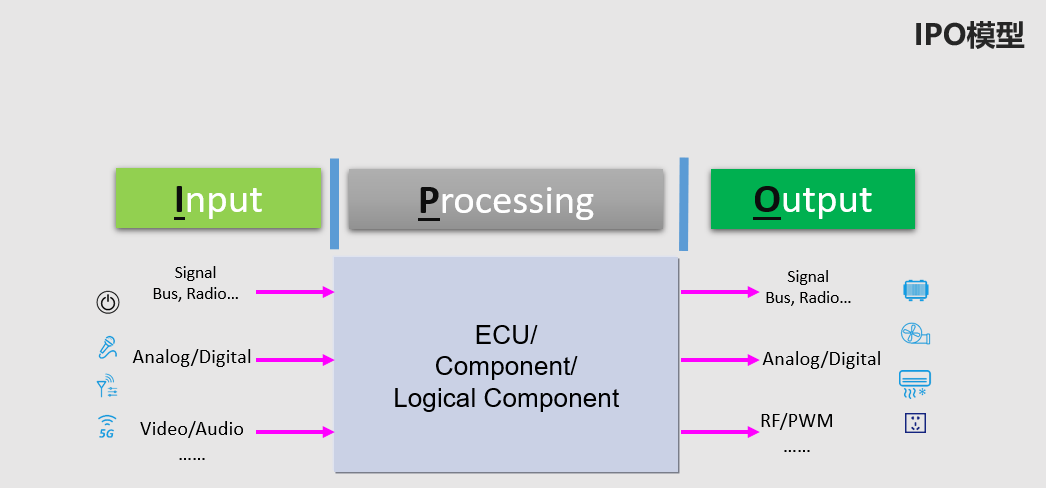 IPO模型
Input
Processing
Output
Signal
Bus, Radio...
Analog/Digital
5G
Video/Audio
……
ECU/
Component/
Logical Component
Signal
Bus, Radio...
Analog/Digital
RF/PWM
……